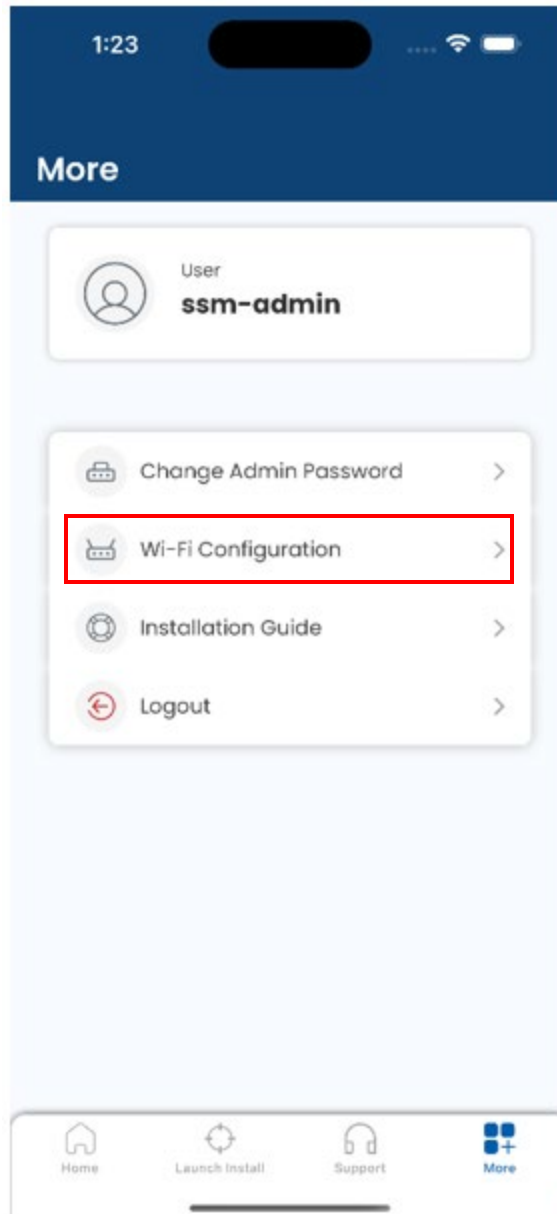 1:23
More
User
ssm-admin
Change Admin Password
Wi-Fi Configuration
Installation Guide
Logout
Home
Launch Install
Support
More